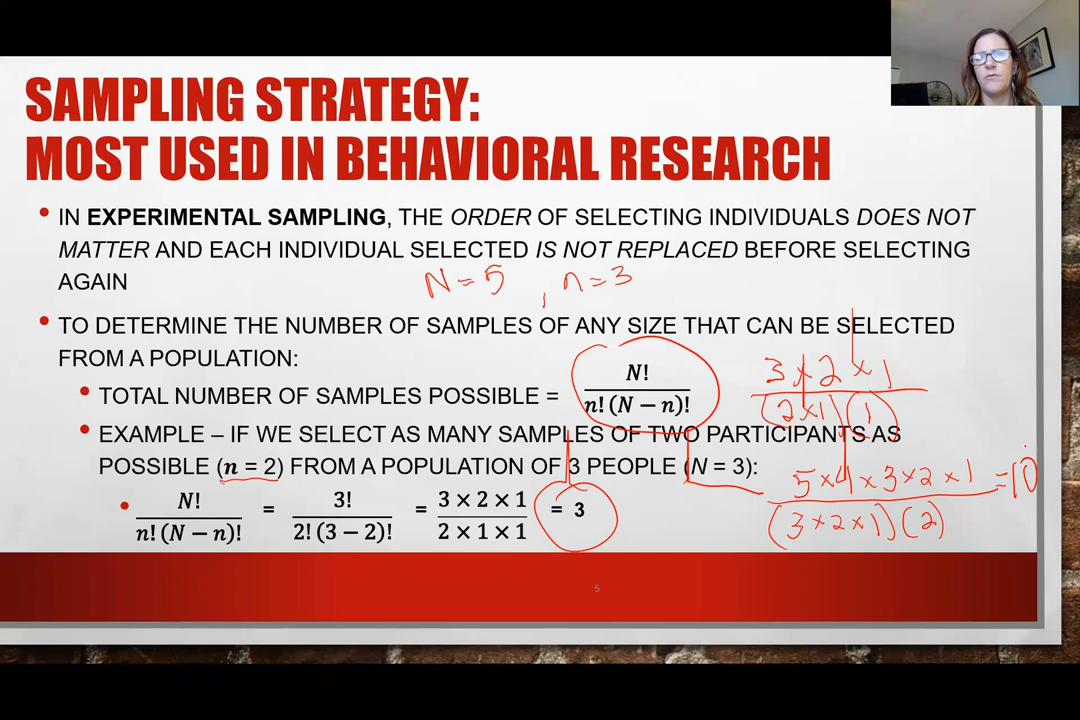 SAMPLING STRATEGY:
MOST USED IN BEHAVIORAL RESEARCH
• IN EXPERIMENTAL SAMPLING, THE ORDER OF SELECTING INDIVIDUALS DOES NOT
MATTER AND EACH INDIVIDUAL SELECTED IS NOT REPLACED BEFORE SELECTING
AGAIN
N=5, n=3
• TO DETERMINE THE NUMBER OF SAMPLES OF ANY SIZE THAT CAN BE SELECTED
FROM A POPULATION:
• TOTAL NUMBER OF SAMPLES POSSIBLE = N! / n! (N − n)!
3×2×1 / (2×1)(1)
• EXAMPLE – IF WE SELECT AS MANY SAMPLES OF TWO PARTICIPANTS AS
POSSIBLE (n = 2) FROM A POPULATION OF 3 PEOPLE (N = 3):
• N! / n! (N − n)! = 3! / 2! (3 − 2)! = 3 × 2 × 1 / 2 × 1 × 1 = 3
5×4×3×2×1 / (3×2×1)(2) =10
5